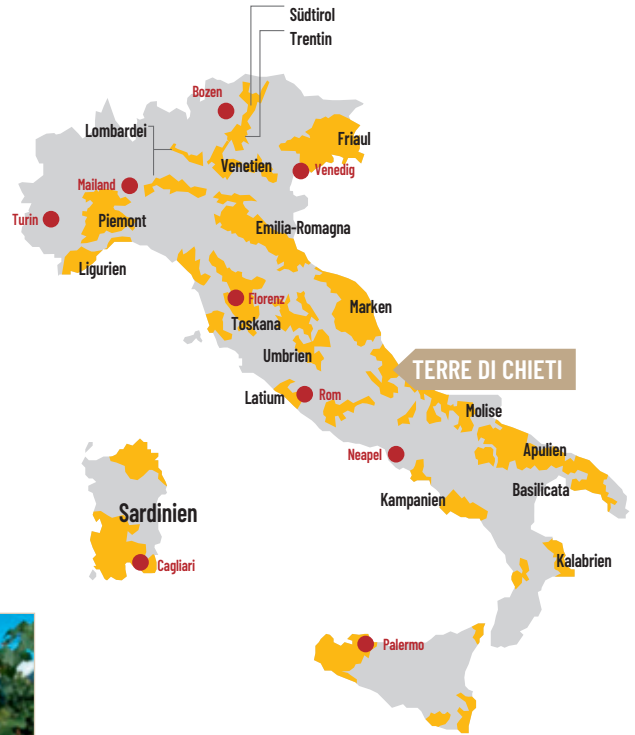 Südtirol
Trentin
Bozen
Lombardei
Friaul
Venetien
Venedig
Mailand
Turin
Piemont
Emilia-Romagna
Ligurien
Florenz
Marken
Toskana
Umbrien
TERRE DI CHIETI
Latium
Rom
Molise
Neapel
Apulien
Kampanien
Basilicata
Sardinien
Kalabrien
Cagliari
Palermo